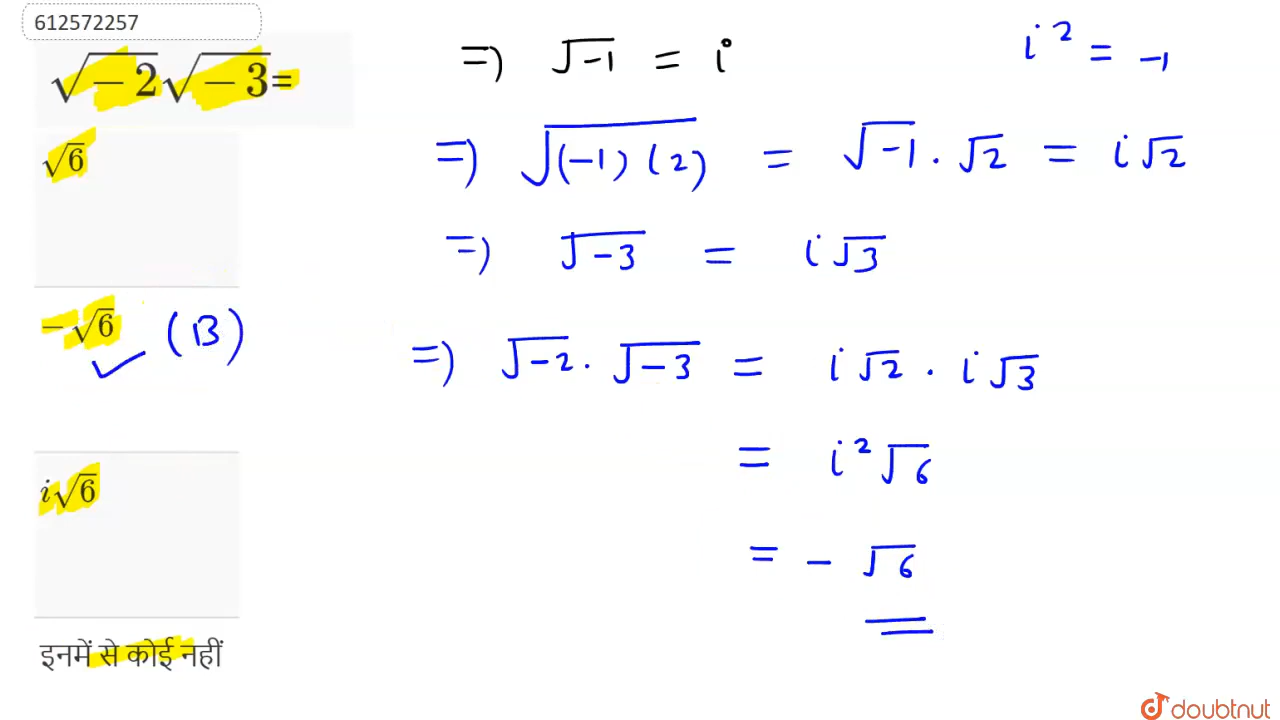 612572257
√-2√-3=
√6
-√6 (B)
i√6
इनमें से कोई नहीं
=) √-1 = i
i² = -1
=) √(-1)(2) = √-1 . √2 = i√2
=) √-3 = i√3
=) √-2 . √-3 = i√2 . i√3
= i²√6
= - √6
doubtnut